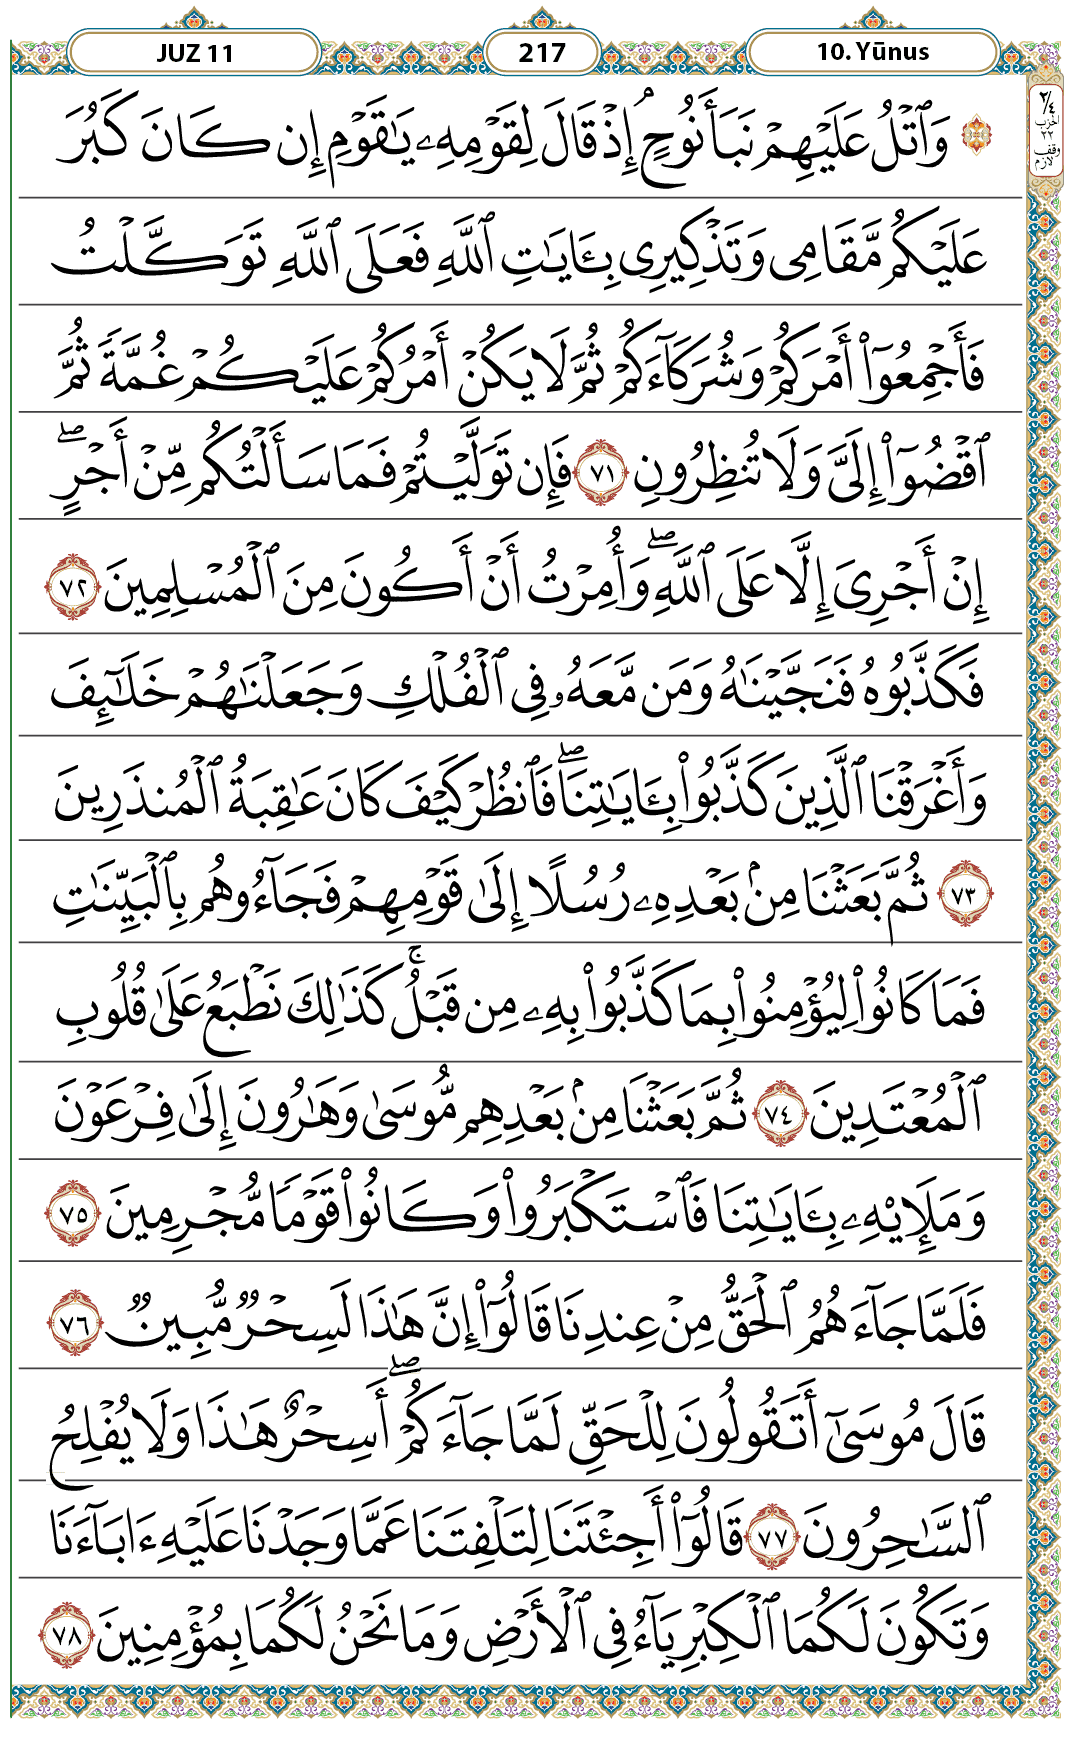 JUZ 11
217
10. Yūnus
٢/٤
الحزب
٢٢
وقف
لازم
وَٱتۡلُ عَلَيۡهِمۡ نَبَأَ نُوحٍۘ إِذۡ قَالَ لِقَوۡمِهِۦ يَٰقَوۡمِ إِن كَانَ كَبُرَ
عَلَيۡكُم مَّقَامِي وَتَذۡكِيرِي بِـَٔايَٰتِ ٱللَّهِ فَعَلَى ٱللَّهِ تَوَكَّلۡتُ
فَأَجۡمِعُوٓاْ أَمۡرَكُمۡ وَشُرَكَآءَكُمۡ ثُمَّ لَا يَكُنۡ أَمۡرُكُمۡ عَلَيۡكُمۡ غُمَّةٗ ثُمَّ
ٱقۡضُوٓاْ إِلَيَّ وَلَا تُنظِرُونِ ٧١ فَإِن تَوَلَّيۡتُمۡ فَمَا سَأَلۡتُكُم مِّنۡ أَجۡرٍۖ
إِنۡ أَجۡرِيَ إِلَّا عَلَى ٱللَّهِۖ وَأُمِرۡتُ أَنۡ أَكُونَ مِنَ ٱلۡمُسۡلِمِينَ ٧٢
فَكَذَّبُوهُ فَنَجَّيۡنَٰهُ وَمَن مَّعَهُۥ فِي ٱلۡفُلۡكِ وَجَعَلۡنَٰهُمۡ خَلَٰٓئِفَ
وَأَغۡرَقۡنَا ٱلَّذِينَ كَذَّبُواْ بِـَٔايَٰتِنَاۖ فَٱنظُرۡ كَيۡفَ كَانَ عَٰقِبَةُ ٱلۡمُنذَرِينَ
٧٣ ثُمَّ بَعَثۡنَا مِنۢ بَعۡدِهِۦ رُسُلًا إِلَىٰ قَوۡمِهِمۡ فَجَآءُوهُم بِٱلۡبَيِّنَٰتِ
فَمَا كَانُواْ لِيُؤۡمِنُواْ بِمَا كَذَّبُواْ بِهِۦ مِن قَبۡلُۚ كَذَٰلِكَ نَطۡبَعُ عَلَىٰ قُلُوبِ
ٱلۡمُعۡتَدِينَ ٧٤ ثُمَّ بَعَثۡنَا مِنۢ بَعۡدِهِم مُّوسَىٰ وَهَٰرُونَ إِلَىٰ فِرۡعَوۡنَ
وَمَلَإِيْهِۦ بِـَٔايَٰتِنَا فَٱسۡتَكۡبَرُواْ وَكَانُواْ قَوۡمٗا مُّجۡرِمِينَ ٧٥
فَلَمَّا جَآءَهُمُ ٱلۡحَقُّ مِنۡ عِندِنَا قَالُوٓاْ إِنَّ هَٰذَا لَسِحۡرٞ مُّبِينٞ ٧٦
قَالَ مُوسَىٰٓ أَتَقُولُونَ لِلۡحَقِّ لَمَّا جَآءَكُمۡۖ أَسِحۡرٌ هَٰذَا وَلَا يُفۡلِحُ
ٱلسَّٰحِرُونَ ٧٧ قَالُوٓاْ أَجِئۡتَنَا لِتَلۡفِتَنَا عَمَّا وَجَدۡنَا عَلَيۡهِ ءَابَآءَنَا
وَتَكُونَ لَكُمَا ٱلۡكِبۡرِيَآءُ فِي ٱلۡأَرۡضِ وَمَا نَحۡنُ لَكُمَا بِمُؤۡمِنِينَ ٧٨